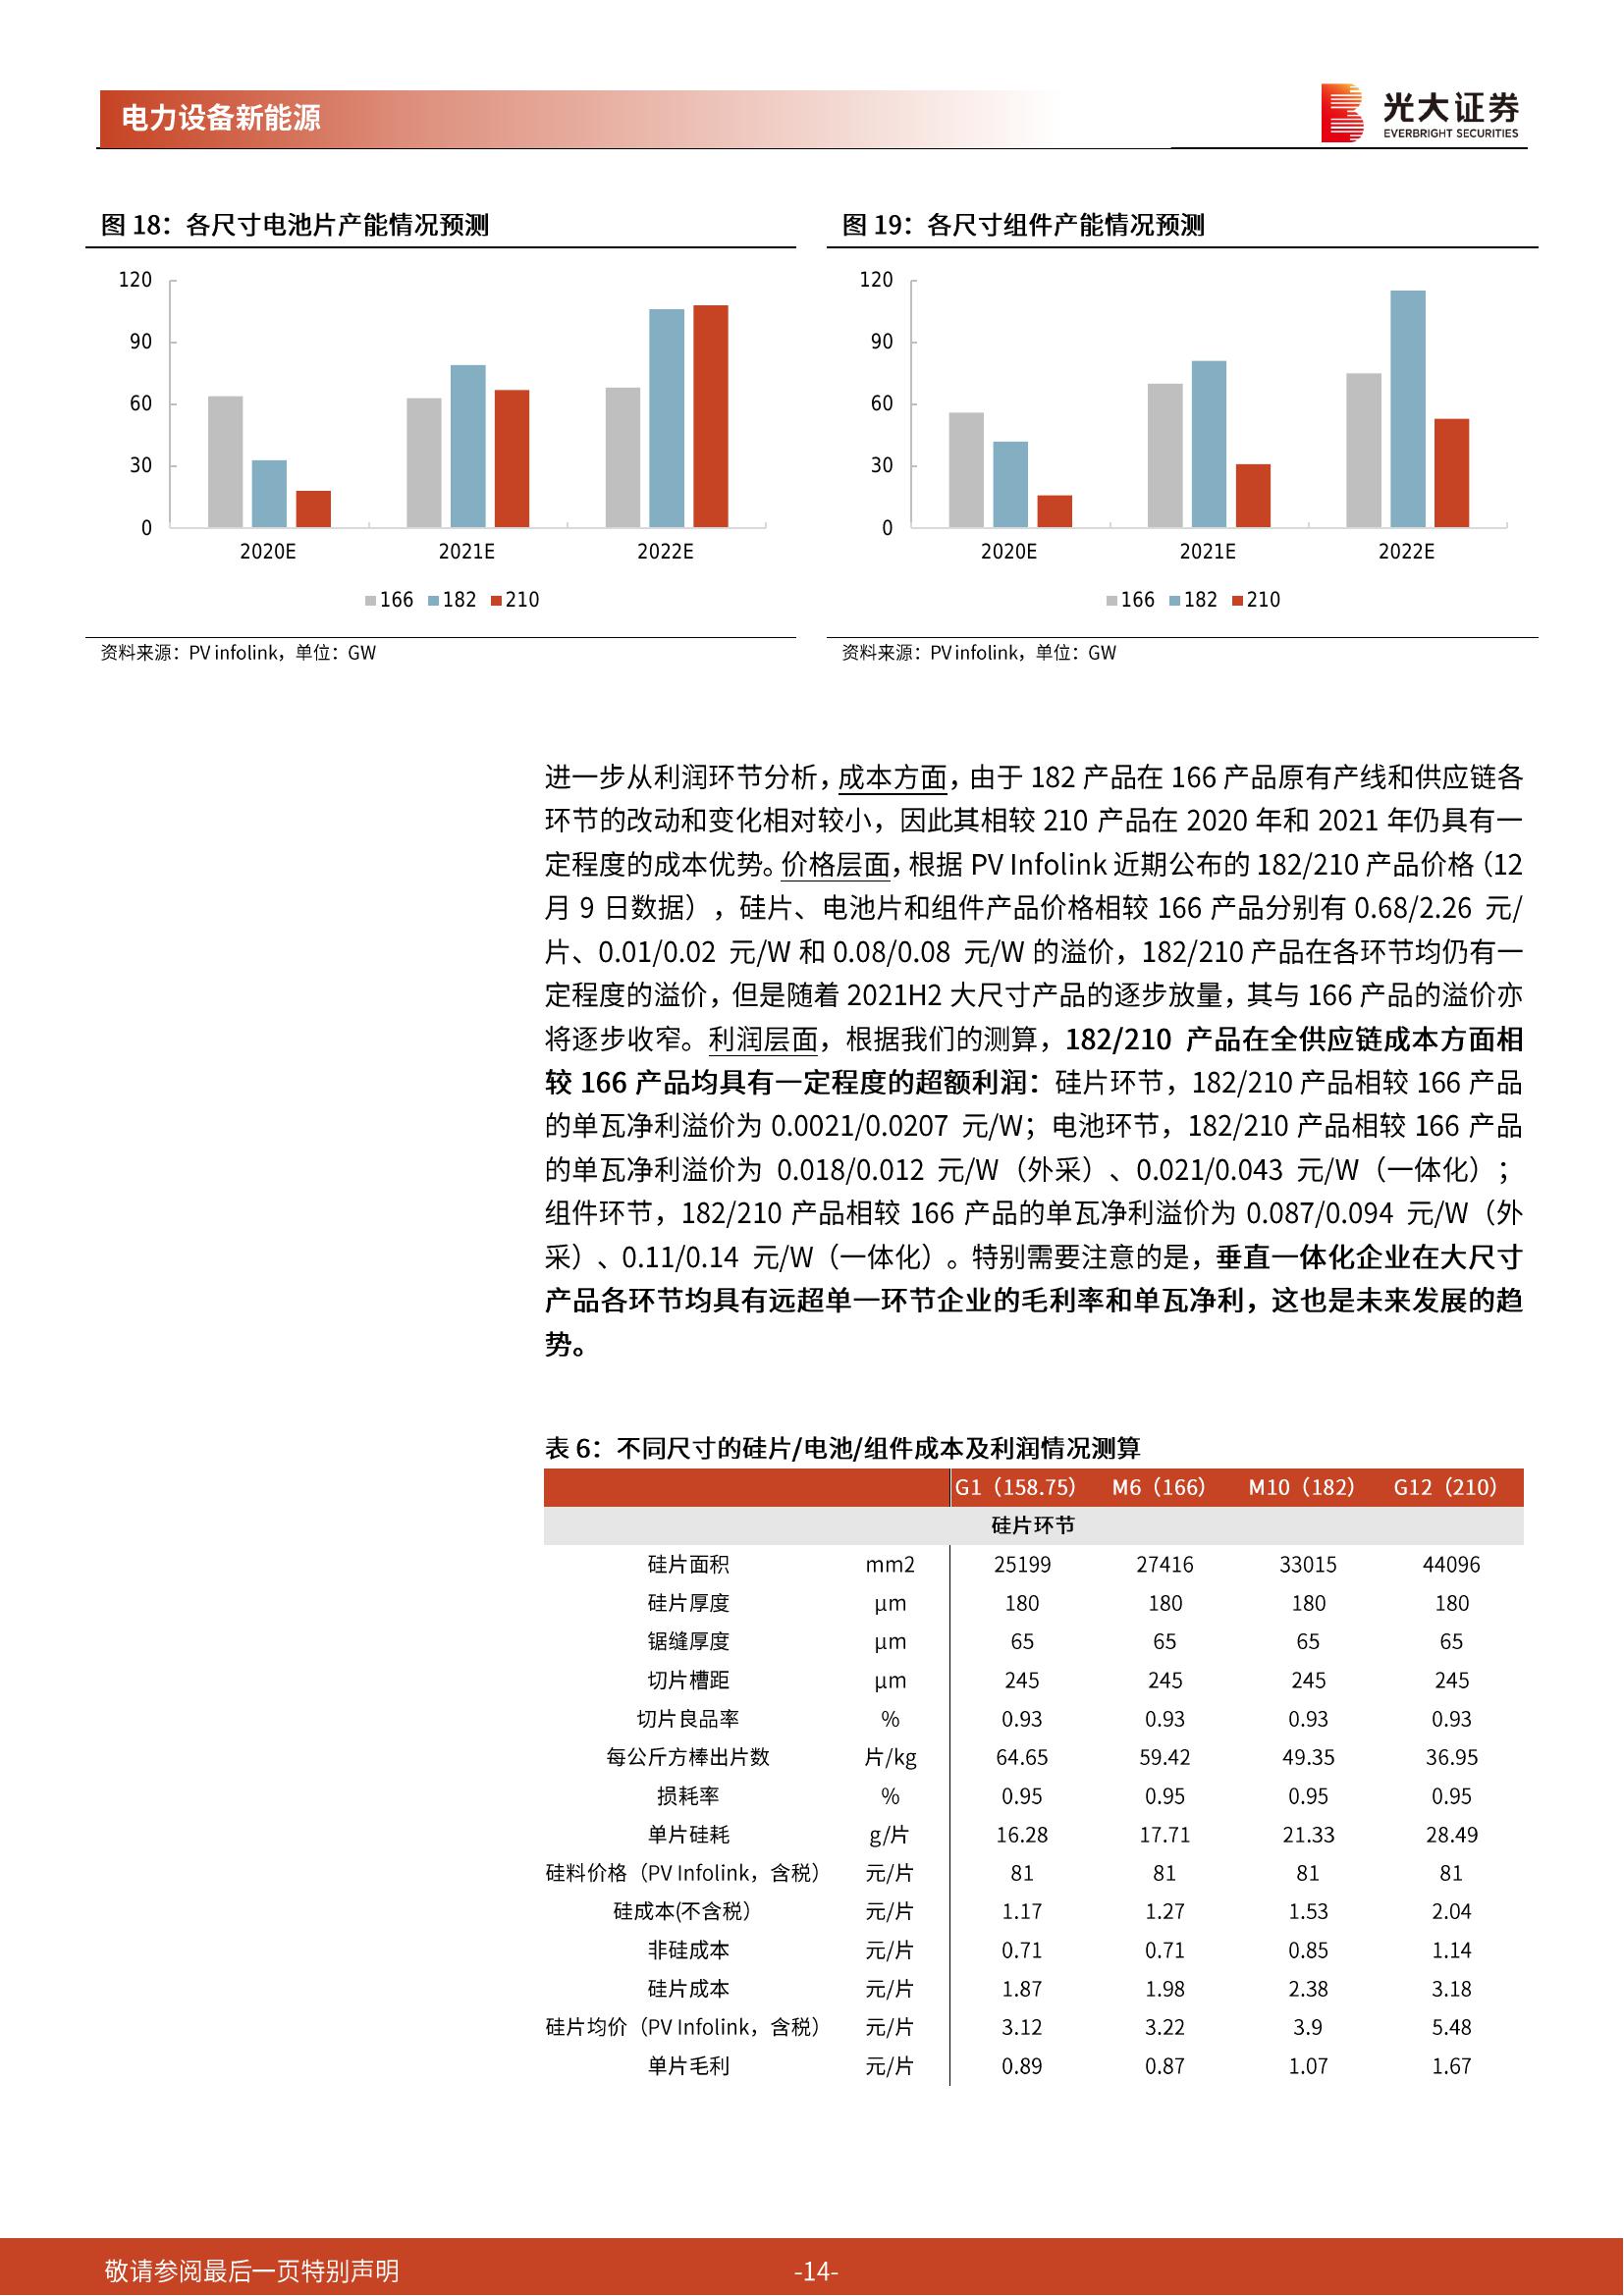 电力设备新能源
光大证券
EVERBRIGHT SECURITIES
图 18：各尺寸电池片产能情况预测
120
90
60
30
0
2020E 2021E 2022E
166 182 210
资料来源：PV infolink，单位：GW
图 19：各尺寸组件产能情况预测
120
90
60
30
0
2020E 2021E 2022E
166 182 210
资料来源：PV infolink，单位：GW
进一步从利润环节分析，成本方面，由于 182 产品在 166 产品原有产线和供应链各
环节的改动和变化相对较小，因此其相较 210 产品在 2020 年和 2021 年仍具有一
定程度的成本优势。价格层面，根据 PV Infolink 近期公布的 182/210 产品价格（12
月 9 日数据），硅片、电池片和组件产品价格相较 166 产品分别有 0.68/2.26 元/
片、0.01/0.02 元/W 和 0.08/0.08 元/W 的溢价，182/210 产品在各环节均仍有一
定程度的溢价，但是随着 2021H2 大尺寸产品的逐步放量，其与 166 产品的溢价亦
将逐步收窄。利润层面，根据我们的测算，182/210 产品在全供应链成本方面相
较 166 产品均具有一定程度的超额利润：硅片环节，182/210 产品相较 166 产品
的单瓦净利溢价为 0.0021/0.0207 元/W；电池环节，182/210 产品相较 166 产品
的单瓦净利溢价为 0.018/0.012 元/W（外采）、0.021/0.043 元/W（一体化）；
组件环节，182/210 产品相较 166 产品的单瓦净利溢价为 0.087/0.094 元/W（外
采）、0.11/0.14 元/W（一体化）。特别需要注意的是，垂直一体化企业在大尺寸
产品各环节均具有远超单一环节企业的毛利率和单瓦净利，这也是未来发展的趋
势。
表 6：不同尺寸的硅片/电池/组件成本及利润情况测算
G1（158.75） M6（166） M10（182） G12（210）
硅片环节
硅片面积 mm2 25199 27416 33015 44096
硅片厚度 μm 180 180 180 180
锯缝厚度 μm 65 65 65 65
切片槽距 μm 245 245 245 245
切片良品率 % 0.93 0.93 0.93 0.93
每公斤方棒出片数 片/kg 64.65 59.42 49.35 36.95
损耗率 % 0.95 0.95 0.95 0.95
单片硅耗 g/片 16.28 17.71 21.33 28.49
硅料价格（PV Infolink，含税） 元/片 81 81 81 81
硅成本(不含税） 元/片 1.17 1.27 1.53 2.04
非硅成本 元/片 0.71 0.71 0.85 1.14
硅片成本 元/片 1.87 1.98 2.38 3.18
硅片均价（PV Infolink，含税） 元/片 3.12 3.22 3.9 5.48
单片毛利 元/片 0.89 0.87 1.07 1.67
敬请参阅最后一页特别声明
-14-